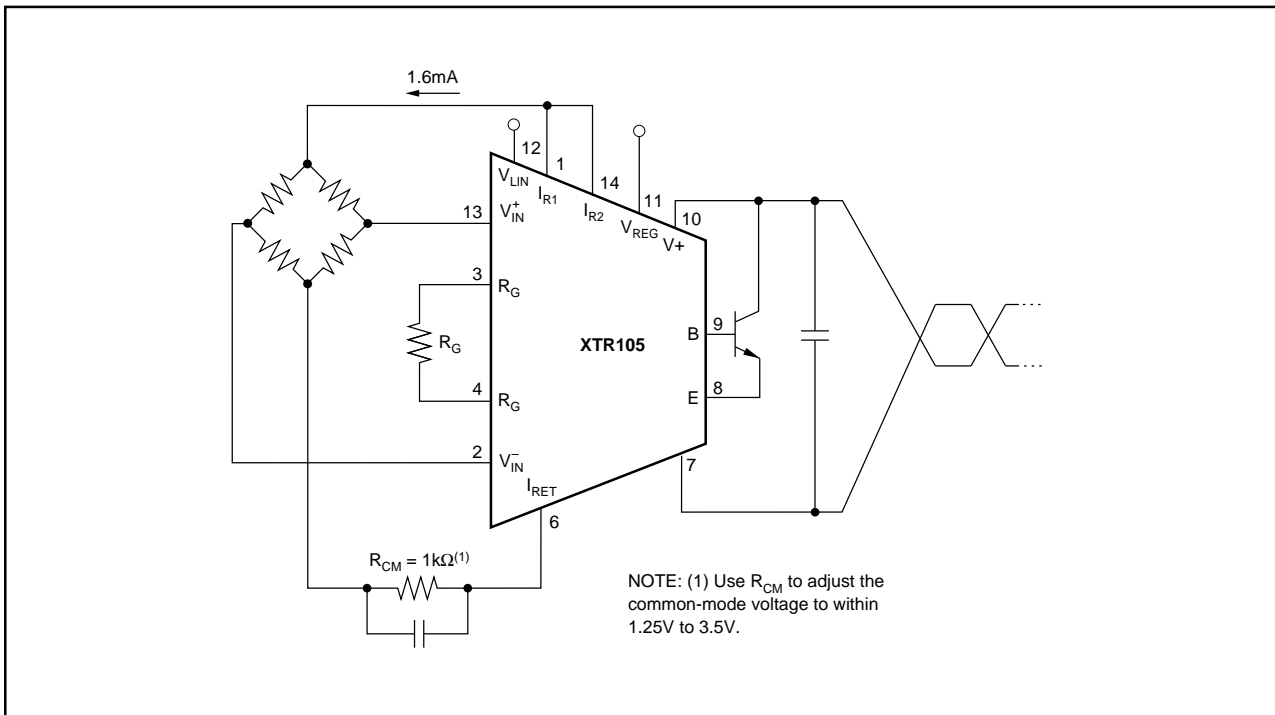 1.6mA
12
1
14
11
10
V_LIN
I_R1
I_R2
V_REG
V+
13
V_IN^+
3
R_G
R_G
XTR105
B
9
E
8
4
R_G
2
V_IN^−
I_RET
7
6
R_CM = 1kΩ(1)
NOTE: (1) Use R_CM to adjust the
common-mode voltage to within
1.25V to 3.5V.